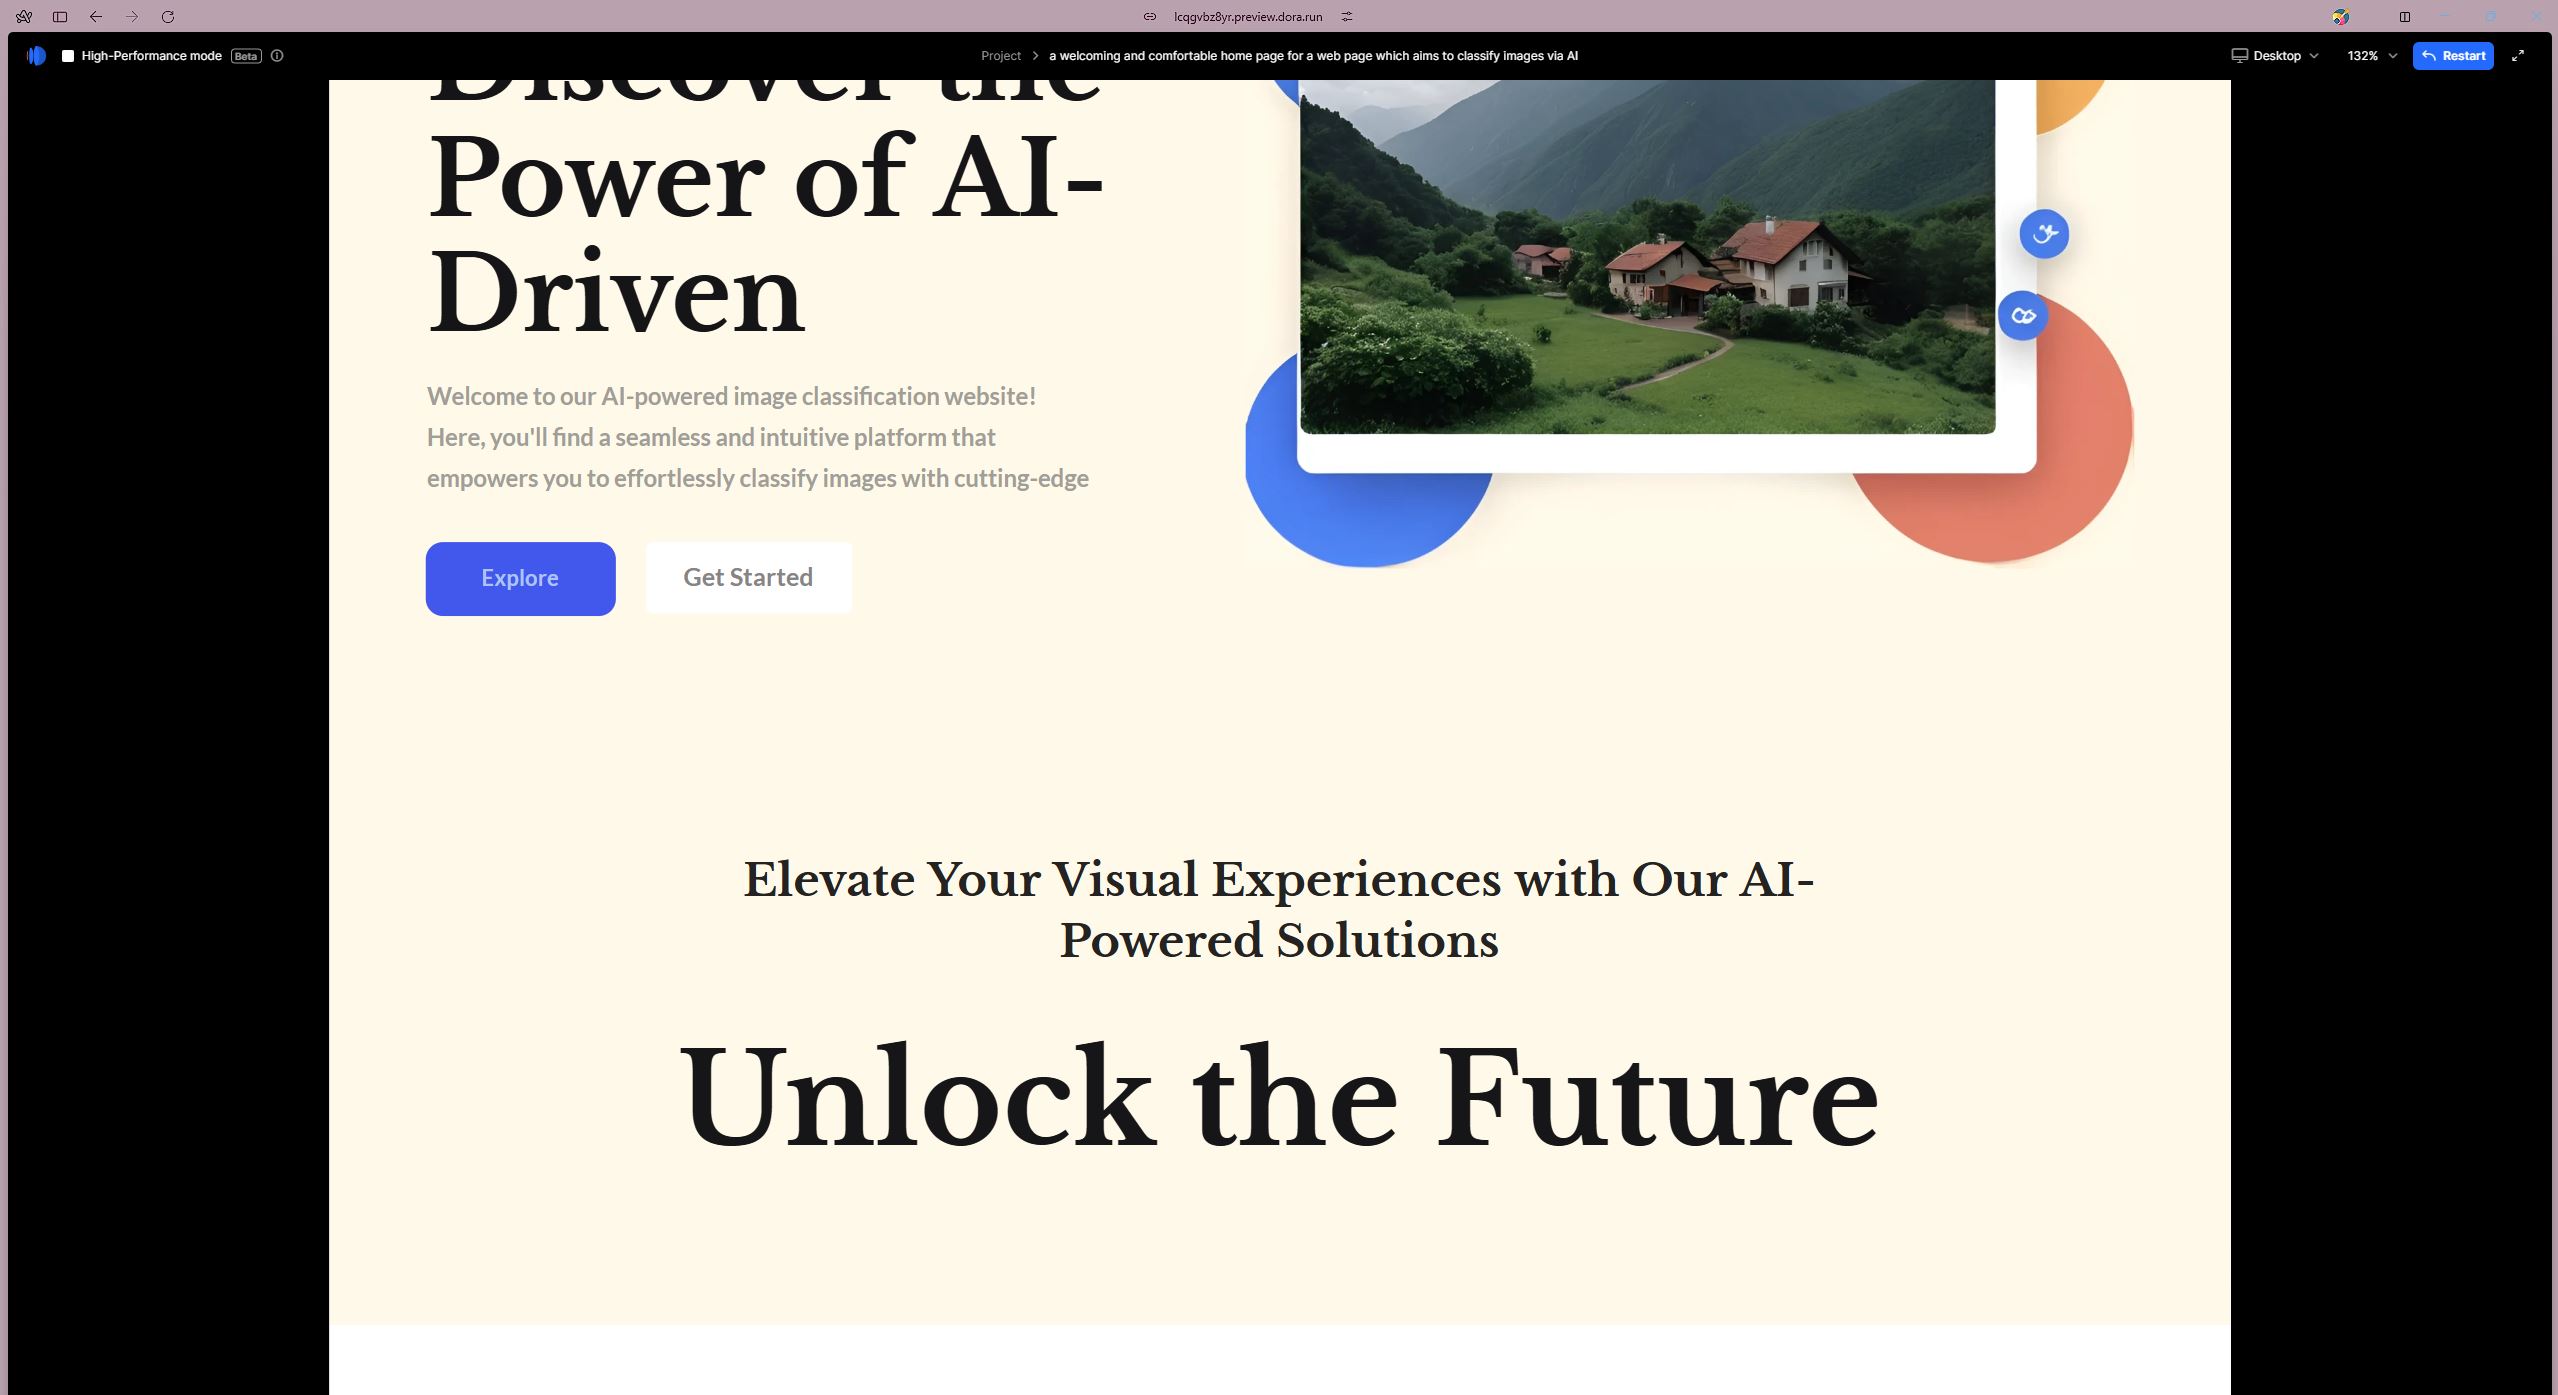 lcqgvbz8yr.preview.dora.run
High-Performance mode Beta
Project > a welcoming and comfortable home page for a web page which aims to classify images via AI
Desktop 132% Restart
Discover the
Power of AI-
Driven
Welcome to our AI-powered image classification website!
Here, you'll find a seamless and intuitive platform that
empowers you to effortlessly classify images with cutting-edge
Explore Get Started
Elevate Your Visual Experiences with Our AI-
Powered Solutions
Unlock the Future